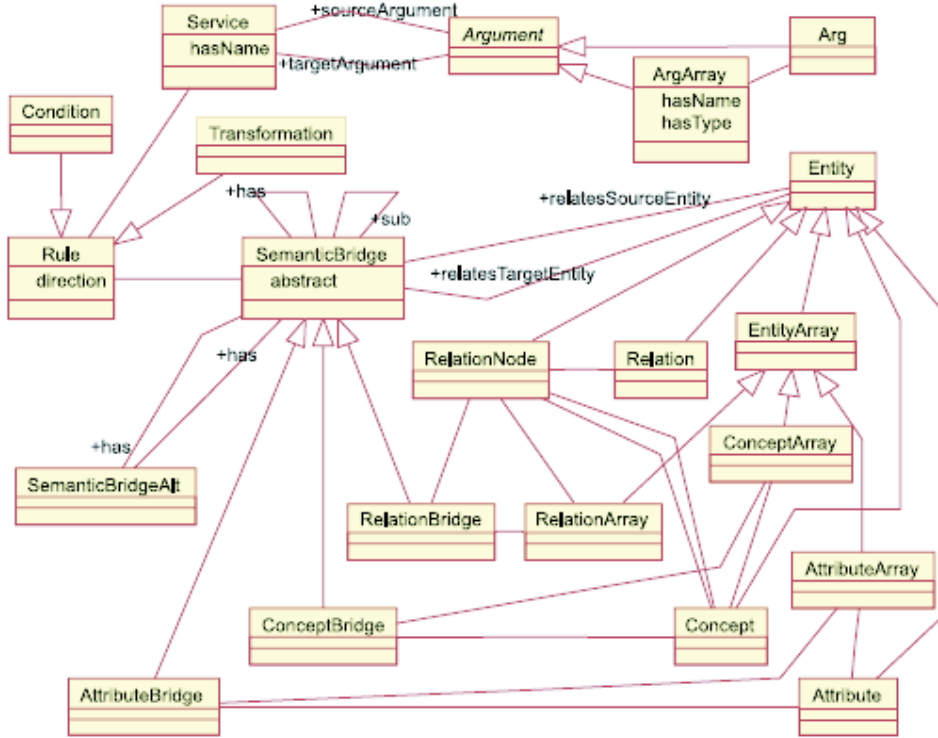 Service
hasName
+sourceArgument
+targetArgument
Argument
Arg
ArgArray
hasName
hasType
Condition
Transformation
Entity
+has
+sub
+relatesSourceEntity
Rule
direction
SemanticBridge
abstract
+relatesTargetEntity
+has
RelationNode
Relation
EntityArray
ConceptArray
+has
SemanticBridgeAlt
RelationBridge
RelationArray
AttributeArray
ConceptBridge
Concept
AttributeBridge
Attribute